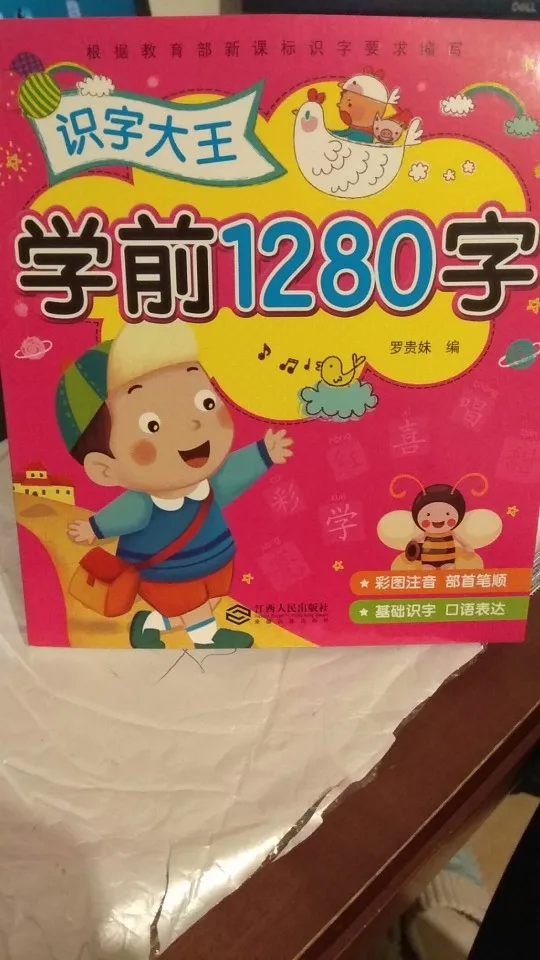 DELL
根据教育部新课标识字要求编写
识字大王
学前1280字
罗贵妹 编
唱
喜
彩
学
★ 彩图注音 部首笔顺
★ 基础识字 口语表达
江西人民出版社